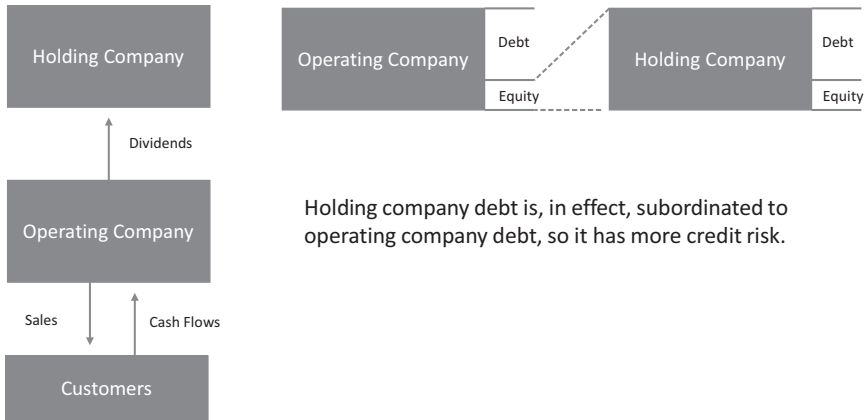 Holding Company
Dividends
Operating Company
Sales
Cash Flows
Customers
Operating Company
Debt
Equity
Holding Company
Debt
Equity
Holding company debt is, in effect, subordinated to
operating company debt, so it has more credit risk.